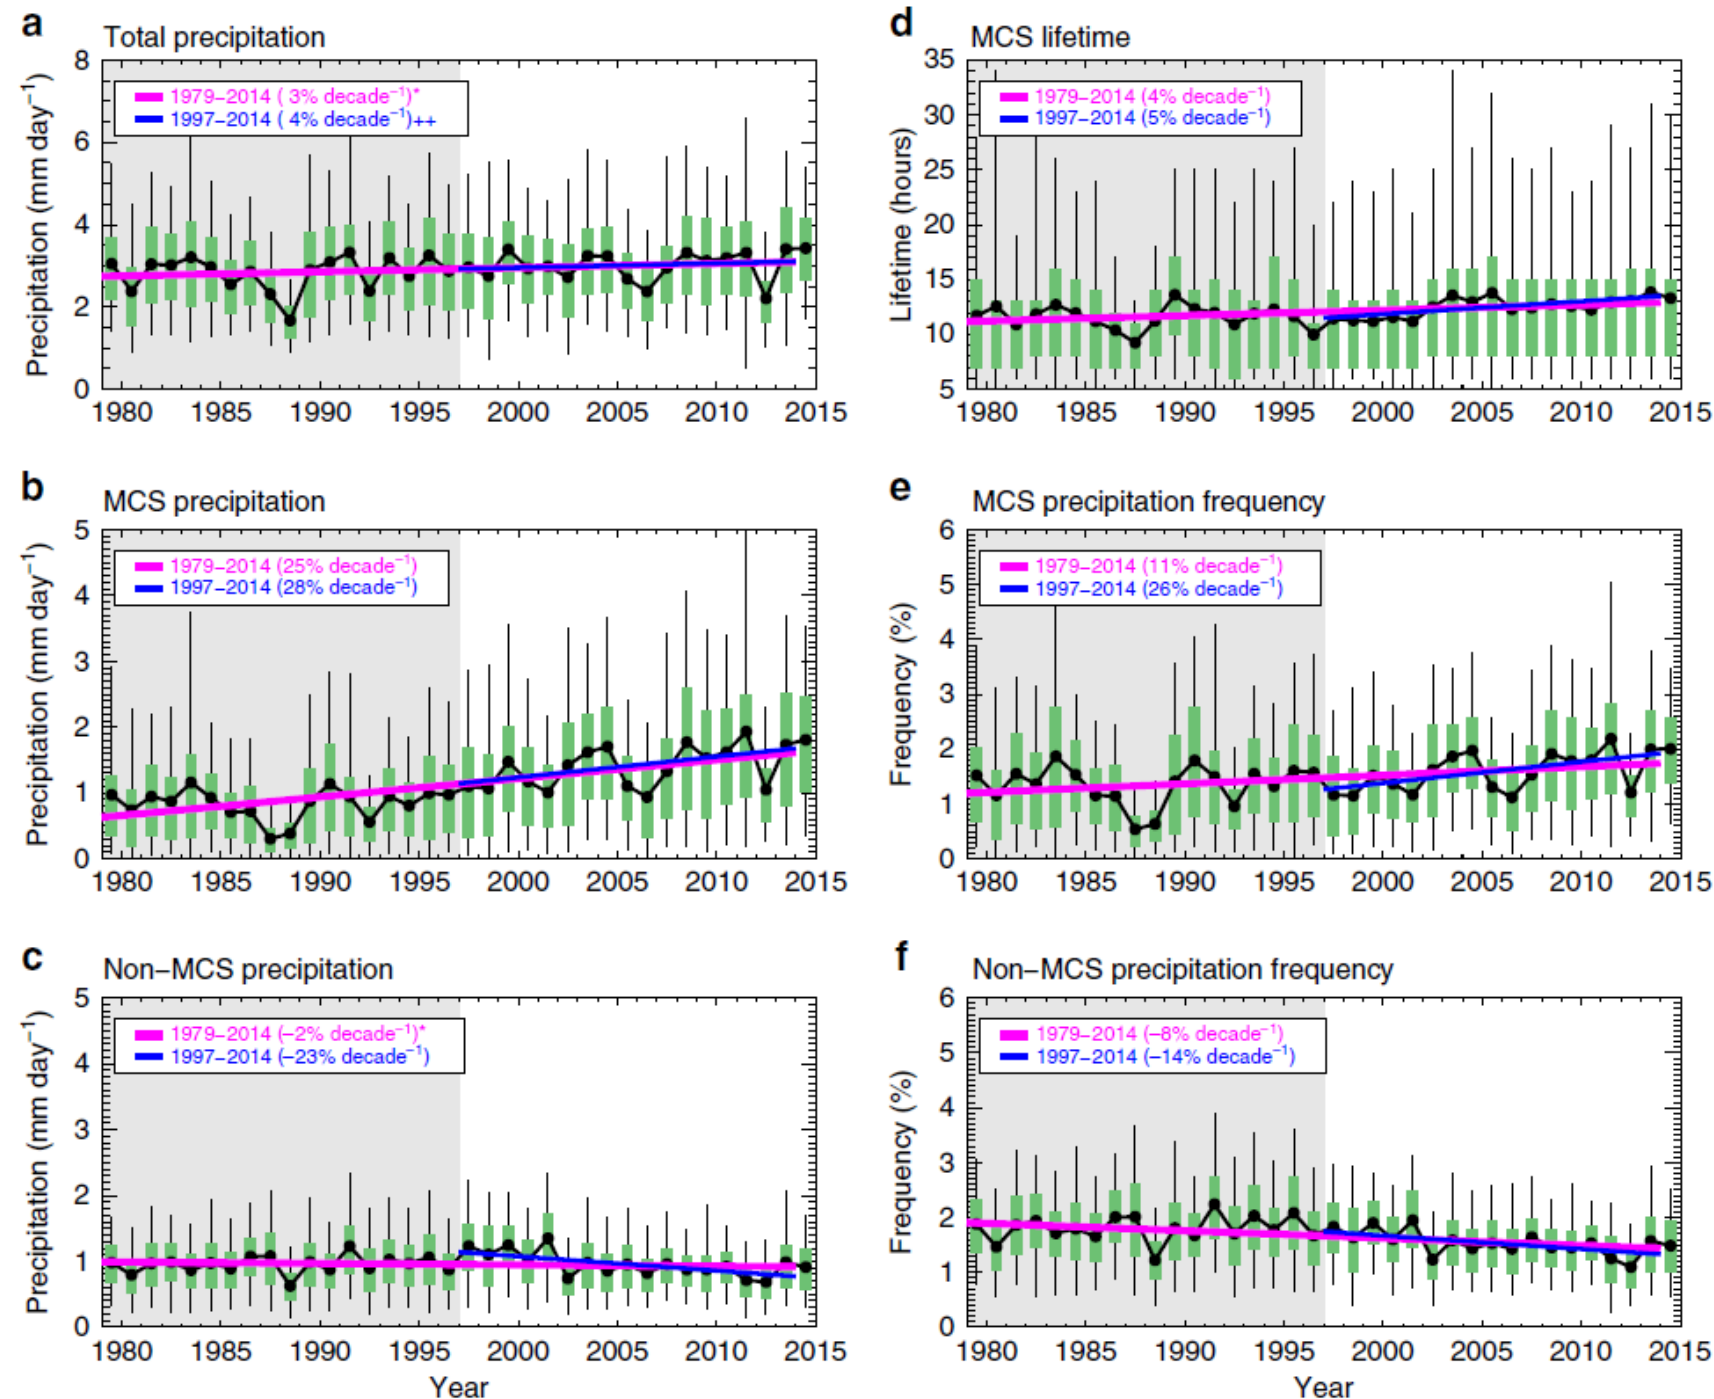 a
Total precipitation
Precipitation (mm day⁻¹)
8
6
4
2
0
1979–2014 ( 3% decade⁻¹)*
1997–2014 ( 4% decade⁻¹)++
1980 1985 1990 1995 2000 2005 2010 2015
b
MCS precipitation
Precipitation (mm day⁻¹)
5
4
3
2
1
0
1979–2014 (25% decade⁻¹)
1997–2014 (28% decade⁻¹)
1980 1985 1990 1995 2000 2005 2010 2015
c
Non–MCS precipitation
Precipitation (mm day⁻¹)
5
4
3
2
1
0
1979–2014 (–2% decade⁻¹)*
1997–2014 (–23% decade⁻¹)
1980 1985 1990 1995 2000 2005 2010 2015
Year
d
MCS lifetime
Lifetime (hours)
35
30
25
20
15
10
5
1979–2014 (4% decade⁻¹)
1997–2014 (5% decade⁻¹)
1980 1985 1990 1995 2000 2005 2010 2015
e
MCS precipitation frequency
Frequency (%)
6
5
4
3
2
1
0
1979–2014 (11% decade⁻¹)
1997–2014 (26% decade⁻¹)
1980 1985 1990 1995 2000 2005 2010 2015
f
Non–MCS precipitation frequency
Frequency (%)
6
5
4
3
2
1
0
1979–2014 (–8% decade⁻¹)
1997–2014 (–14% decade⁻¹)
1980 1985 1990 1995 2000 2005 2010 2015
Year